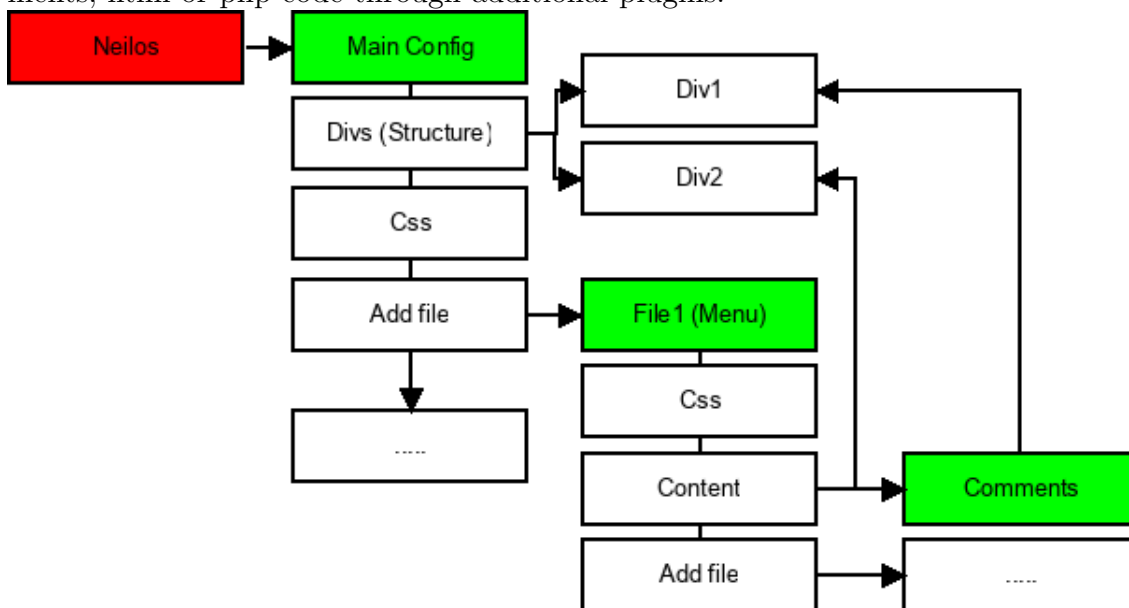 ments, html or php code through additional plugins.
Neilos
Main Config
Div1
Divs (Structure)
Div2
Css
Add file
File1 (Menu)
Css
.....
Content
Comments
Add file
.....